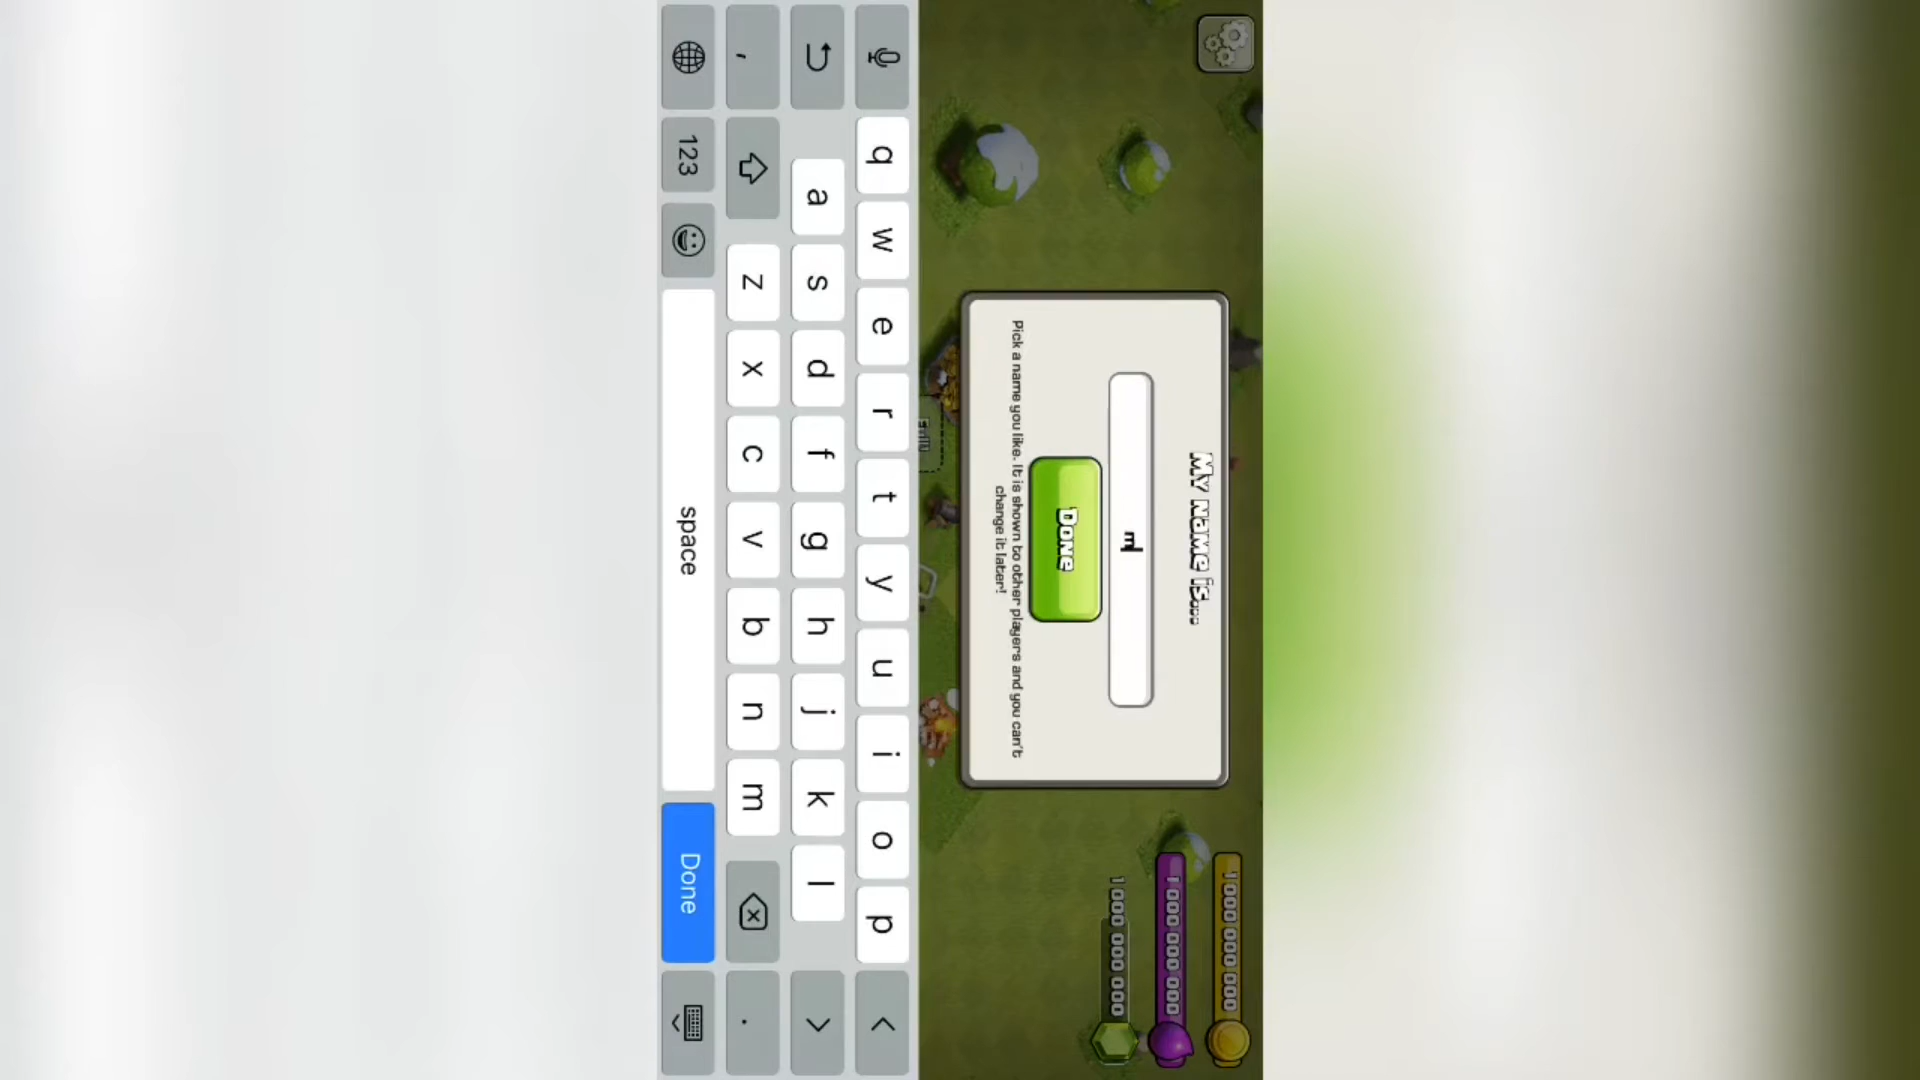 1 000 000 000
1 000 000 000
1 000 000 000
My name is...
m
Done
Pick a name you like. It is shown to other players and you can't
change it later!
q w e r t y u i o p
a s d f g h j k l
, z x c v b n m .
123 space Done